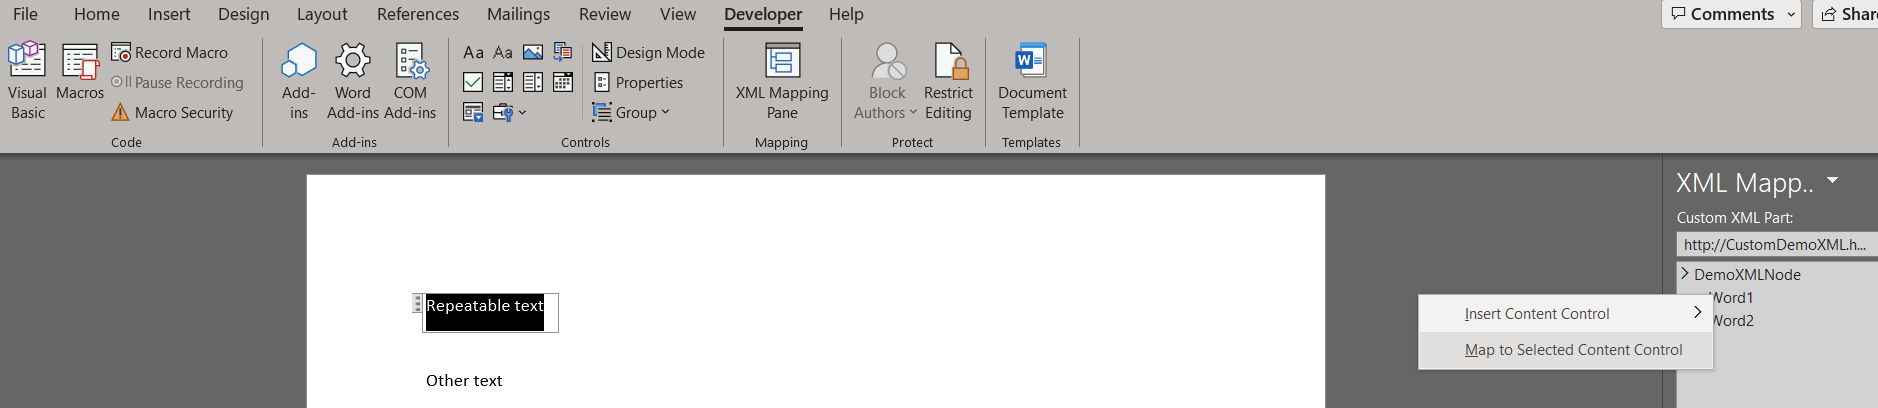 File Home Insert Design Layout References Mailings Review View Developer Help Comments Shar
Visual Basic
Macros
Record Macro
Pause Recording
Macro Security
Code
Add-ins
Word Add-ins
COM Add-ins
Add-ins
Aa Aa
Design Mode
Properties
Group
Controls
XML Mapping Pane
Mapping
Block Authors
Restrict Editing
Protect
Document Template
Templates
XML Mapp..
Custom XML Part:
http://CustomDemoXML.h...
DemoXMLNode
Word1
Word2
Insert Content Control
Map to Selected Content Control
Repeatable text
Other text